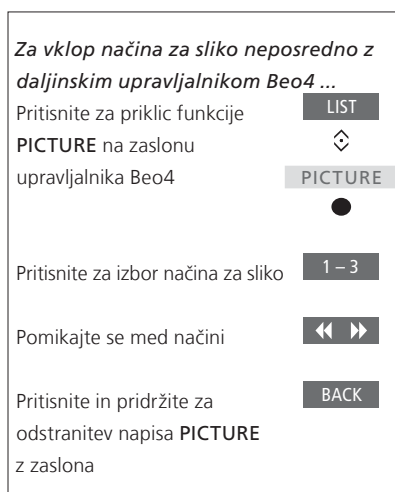 Za vklop načina za sliko neposredno z
daljinskim upravljalnikom Beo4 ...
Pritisnite za priklic funkcije LIST
PICTURE na zaslonu
upravljalnika Beo4 PICTURE
Pritisnite za izbor načina za sliko 1 – 3
Pomikajte se med načini
Pritisnite in pridržite za BACK
odstranitev napisa PICTURE
z zaslona